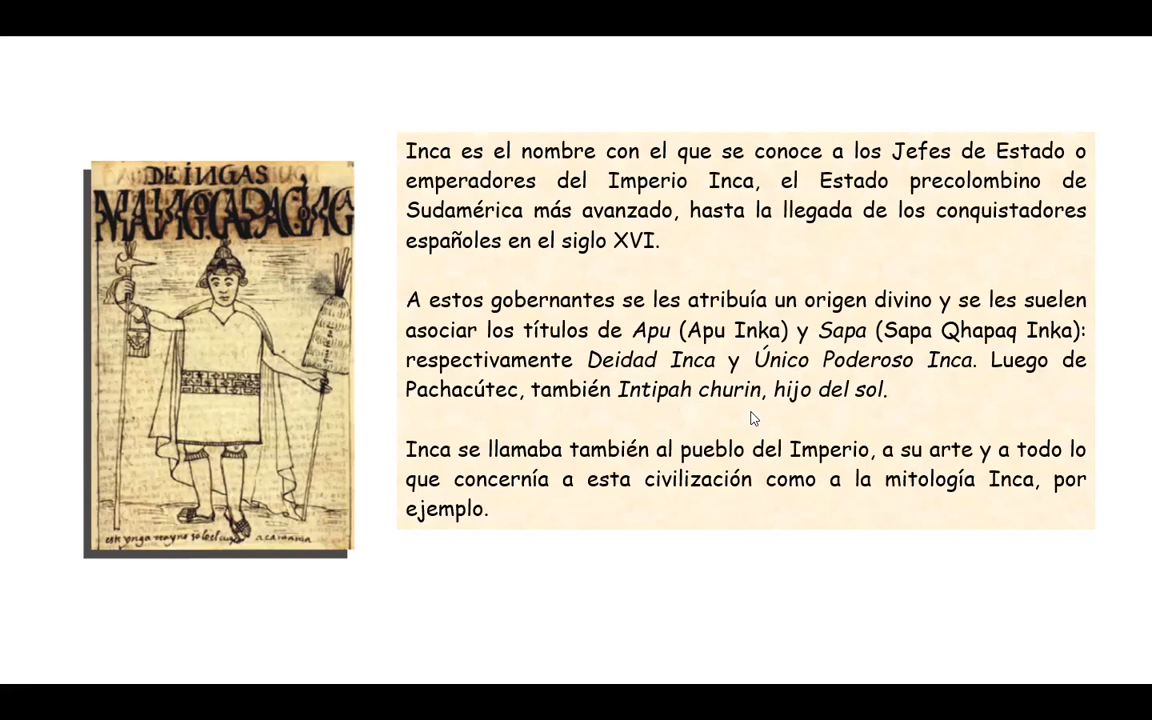 DE INGAS
Inca es el nombre con el que se conoce a los Jefes de Estado o
emperadores del Imperio Inca, el Estado precolombino de
Sudamérica más avanzado, hasta la llegada de los conquistadores
españoles en el siglo XVI.
A estos gobernantes se les atribuía un origen divino y se les suelen
asociar los títulos de Apu (Apu Inka) y Sapa (Sapa Qhapaq Inka):
respectivamente Deidad Inca y Único Poderoso Inca. Luego de
Pachacútec, también Intipah churin, hijo del sol.
Inca se llamaba también al pueblo del Imperio, a su arte y a todo lo
que concernía a esta civilización como a la mitología Inca, por
ejemplo.